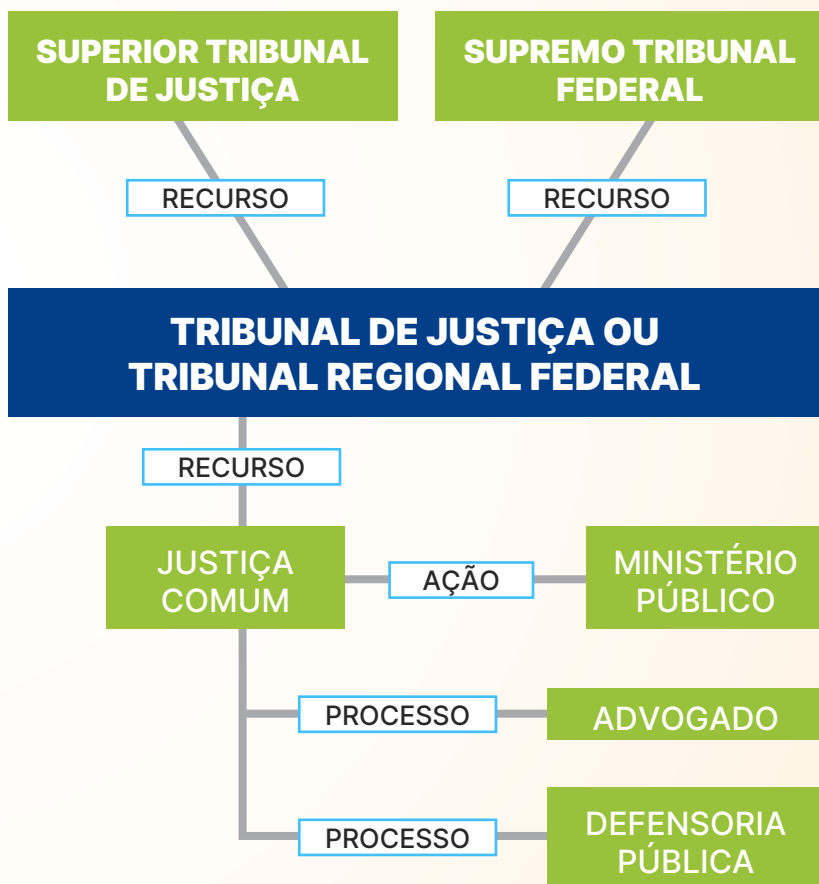 SUPERIOR TRIBUNAL
DE JUSTIÇA
SUPREMO TRIBUNAL
FEDERAL
RECURSO
RECURSO
TRIBUNAL DE JUSTIÇA OU
TRIBUNAL REGIONAL FEDERAL
RECURSO
JUSTIÇA
COMUM
AÇÃO
MINISTÉRIO
PÚBLICO
PROCESSO
ADVOGADO
PROCESSO
DEFENSORIA
PÚBLICA